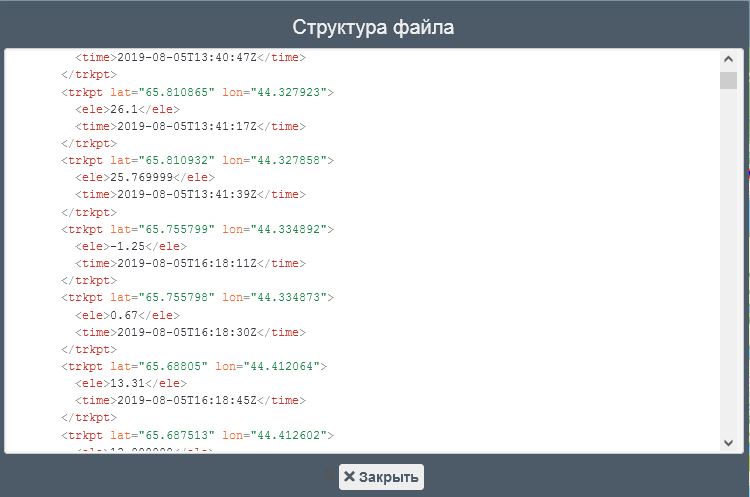 Структура файла
<time>2019-08-05T13:40:47Z</time>
</trkpt>
<trkpt lat="65.810865" lon="44.327923">
<ele>26.1</ele>
<time>2019-08-05T13:41:17Z</time>
</trkpt>
<trkpt lat="65.810932" lon="44.327858">
<ele>25.769999</ele>
<time>2019-08-05T13:41:39Z</time>
</trkpt>
<trkpt lat="65.755799" lon="44.334892">
<ele>-1.25</ele>
<time>2019-08-05T16:18:11Z</time>
</trkpt>
<trkpt lat="65.755798" lon="44.334873">
<ele>0.67</ele>
<time>2019-08-05T16:18:30Z</time>
</trkpt>
<trkpt lat="65.68805" lon="44.412064">
<ele>13.31</ele>
<time>2019-08-05T16:18:45Z</time>
</trkpt>
<trkpt lat="65.687513" lon="44.412602">
Закрыть